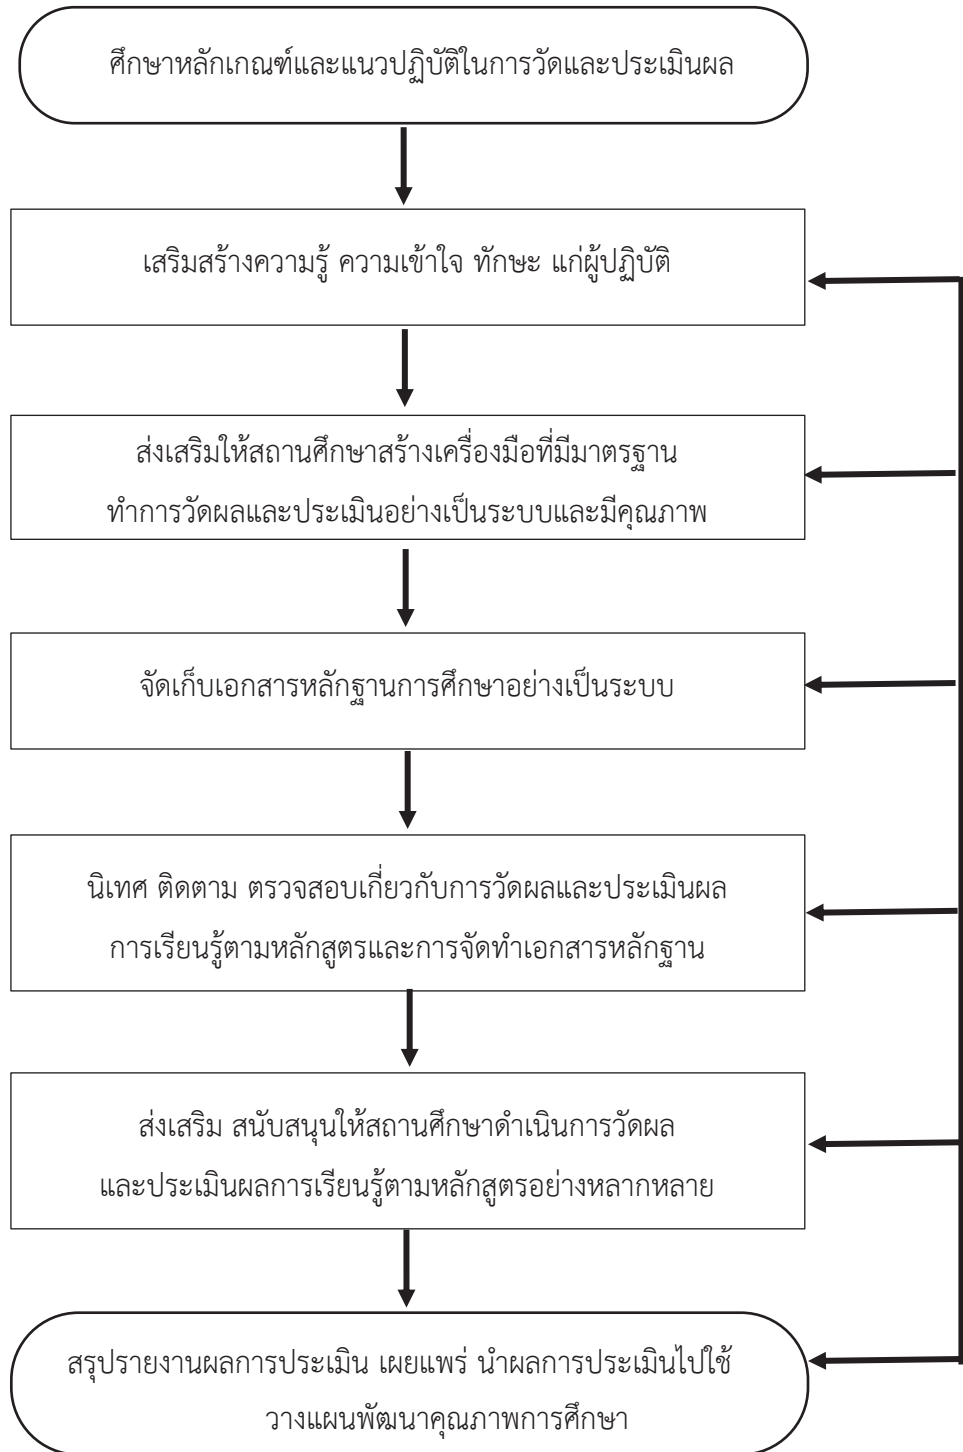 ศึกษาหลักเกณฑ์และแนวปฏิบัติในการวัดและประเมินผล
เสริมสร้างความรู้ ความเข้าใจ ทักษะ แก่ผู้ปฏิบัติ
ส่งเสริมให้สถานศึกษาสร้างเครื่องมือที่มีมาตรฐาน
ทำการวัดผลและประเมินอย่างเป็นระบบและมีคุณภาพ
จัดเก็บเอกสารหลักฐานการศึกษาอย่างเป็นระบบ
นิเทศ ติดตาม ตรวจสอบเกี่ยวกับการวัดผลและประเมินผล
การเรียนรู้ตามหลักสูตรและการจัดทำเอกสารหลักฐาน
ส่งเสริม สนับสนุนให้สถานศึกษาดำเนินการวัดผล
และประเมินผลการเรียนรู้ตามหลักสูตรอย่างหลากหลาย
สรุปรายงานผลการประเมิน เผยแพร่ นำผลการประเมินไปใช้
วางแผนพัฒนาคุณภาพการศึกษา